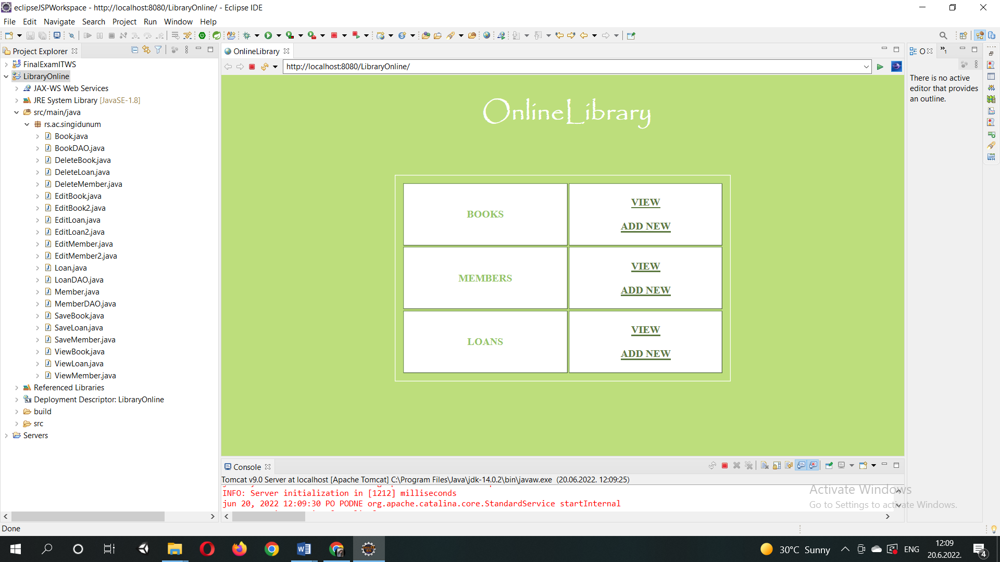 eclipseJSPWorkspace - http://localhost:8080/LibraryOnline/ - Eclipse IDE
File Edit Navigate Search Project Run Window Help
Project Explorer
FinalExamITWS
LibraryOnline
JAX-WS Web Services
JRE System Library [JavaSE-1.8]
src/main/java
rs.ac.singidunum
Book.java
BookDAO.java
DeleteBook.java
DeleteLoan.java
DeleteMember.java
EditBook.java
EditBook2.java
EditLoan.java
EditLoan2.java
EditMember.java
EditMember2.java
Loan.java
LoanDAO.java
Member.java
MemberDAO.java
SaveBook.java
SaveLoan.java
SaveMember.java
ViewBook.java
ViewLoan.java
ViewMember.java
Referenced Libraries
Deployment Descriptor: LibraryOnline
build
src
Servers
OnlineLibrary
http://localhost:8080/LibraryOnline/
OnlineLibrary
BOOKS
VIEW
ADD NEW
MEMBERS
VIEW
ADD NEW
LOANS
VIEW
ADD NEW
O
1
There is no active
editor that provides
an outline.
Console
Tomcat v9.0 Server at localhost [Apache Tomcat] C:\Program Files\Java\jdk-14.0.2\bin\javaw.exe (20.06.2022. 12:09:25)
INFO: Server initialization in [1212] milliseconds
jun 20, 2022 12:09:30 PO PODNE org.apache.catalina.core.StandardService startInternal
Activate Windows
Go to Settings to activate Windows.
Done
30°C Sunny
ENG
12:09
20.6.2022.
4